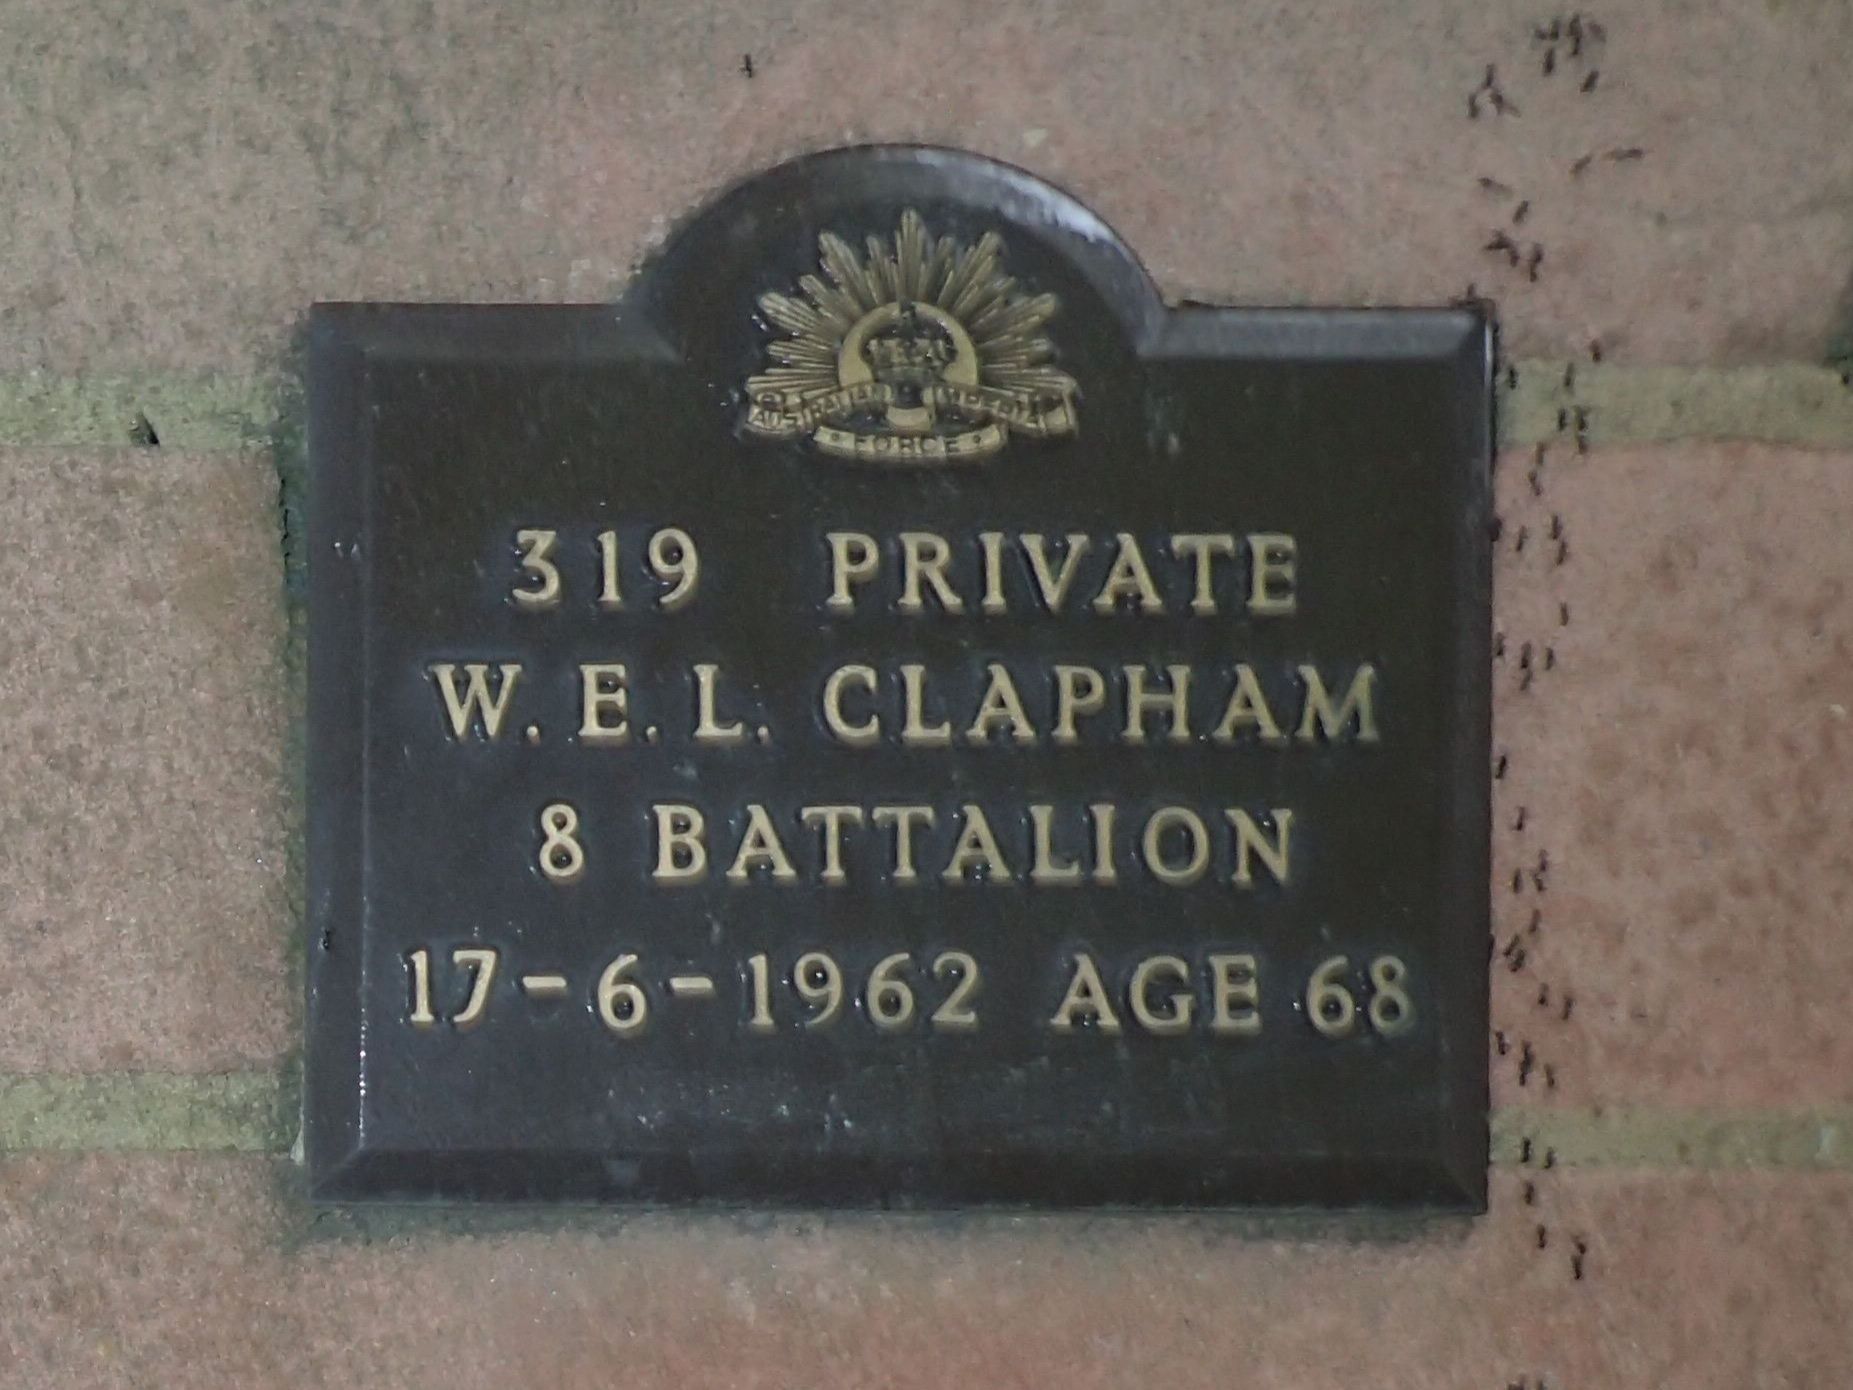 AUSTRALIAN IMPERIAL
FORCE
319 PRIVATE
W. E. L. CLAPHAM
8 BATTALION
17-6-1962 AGE 68